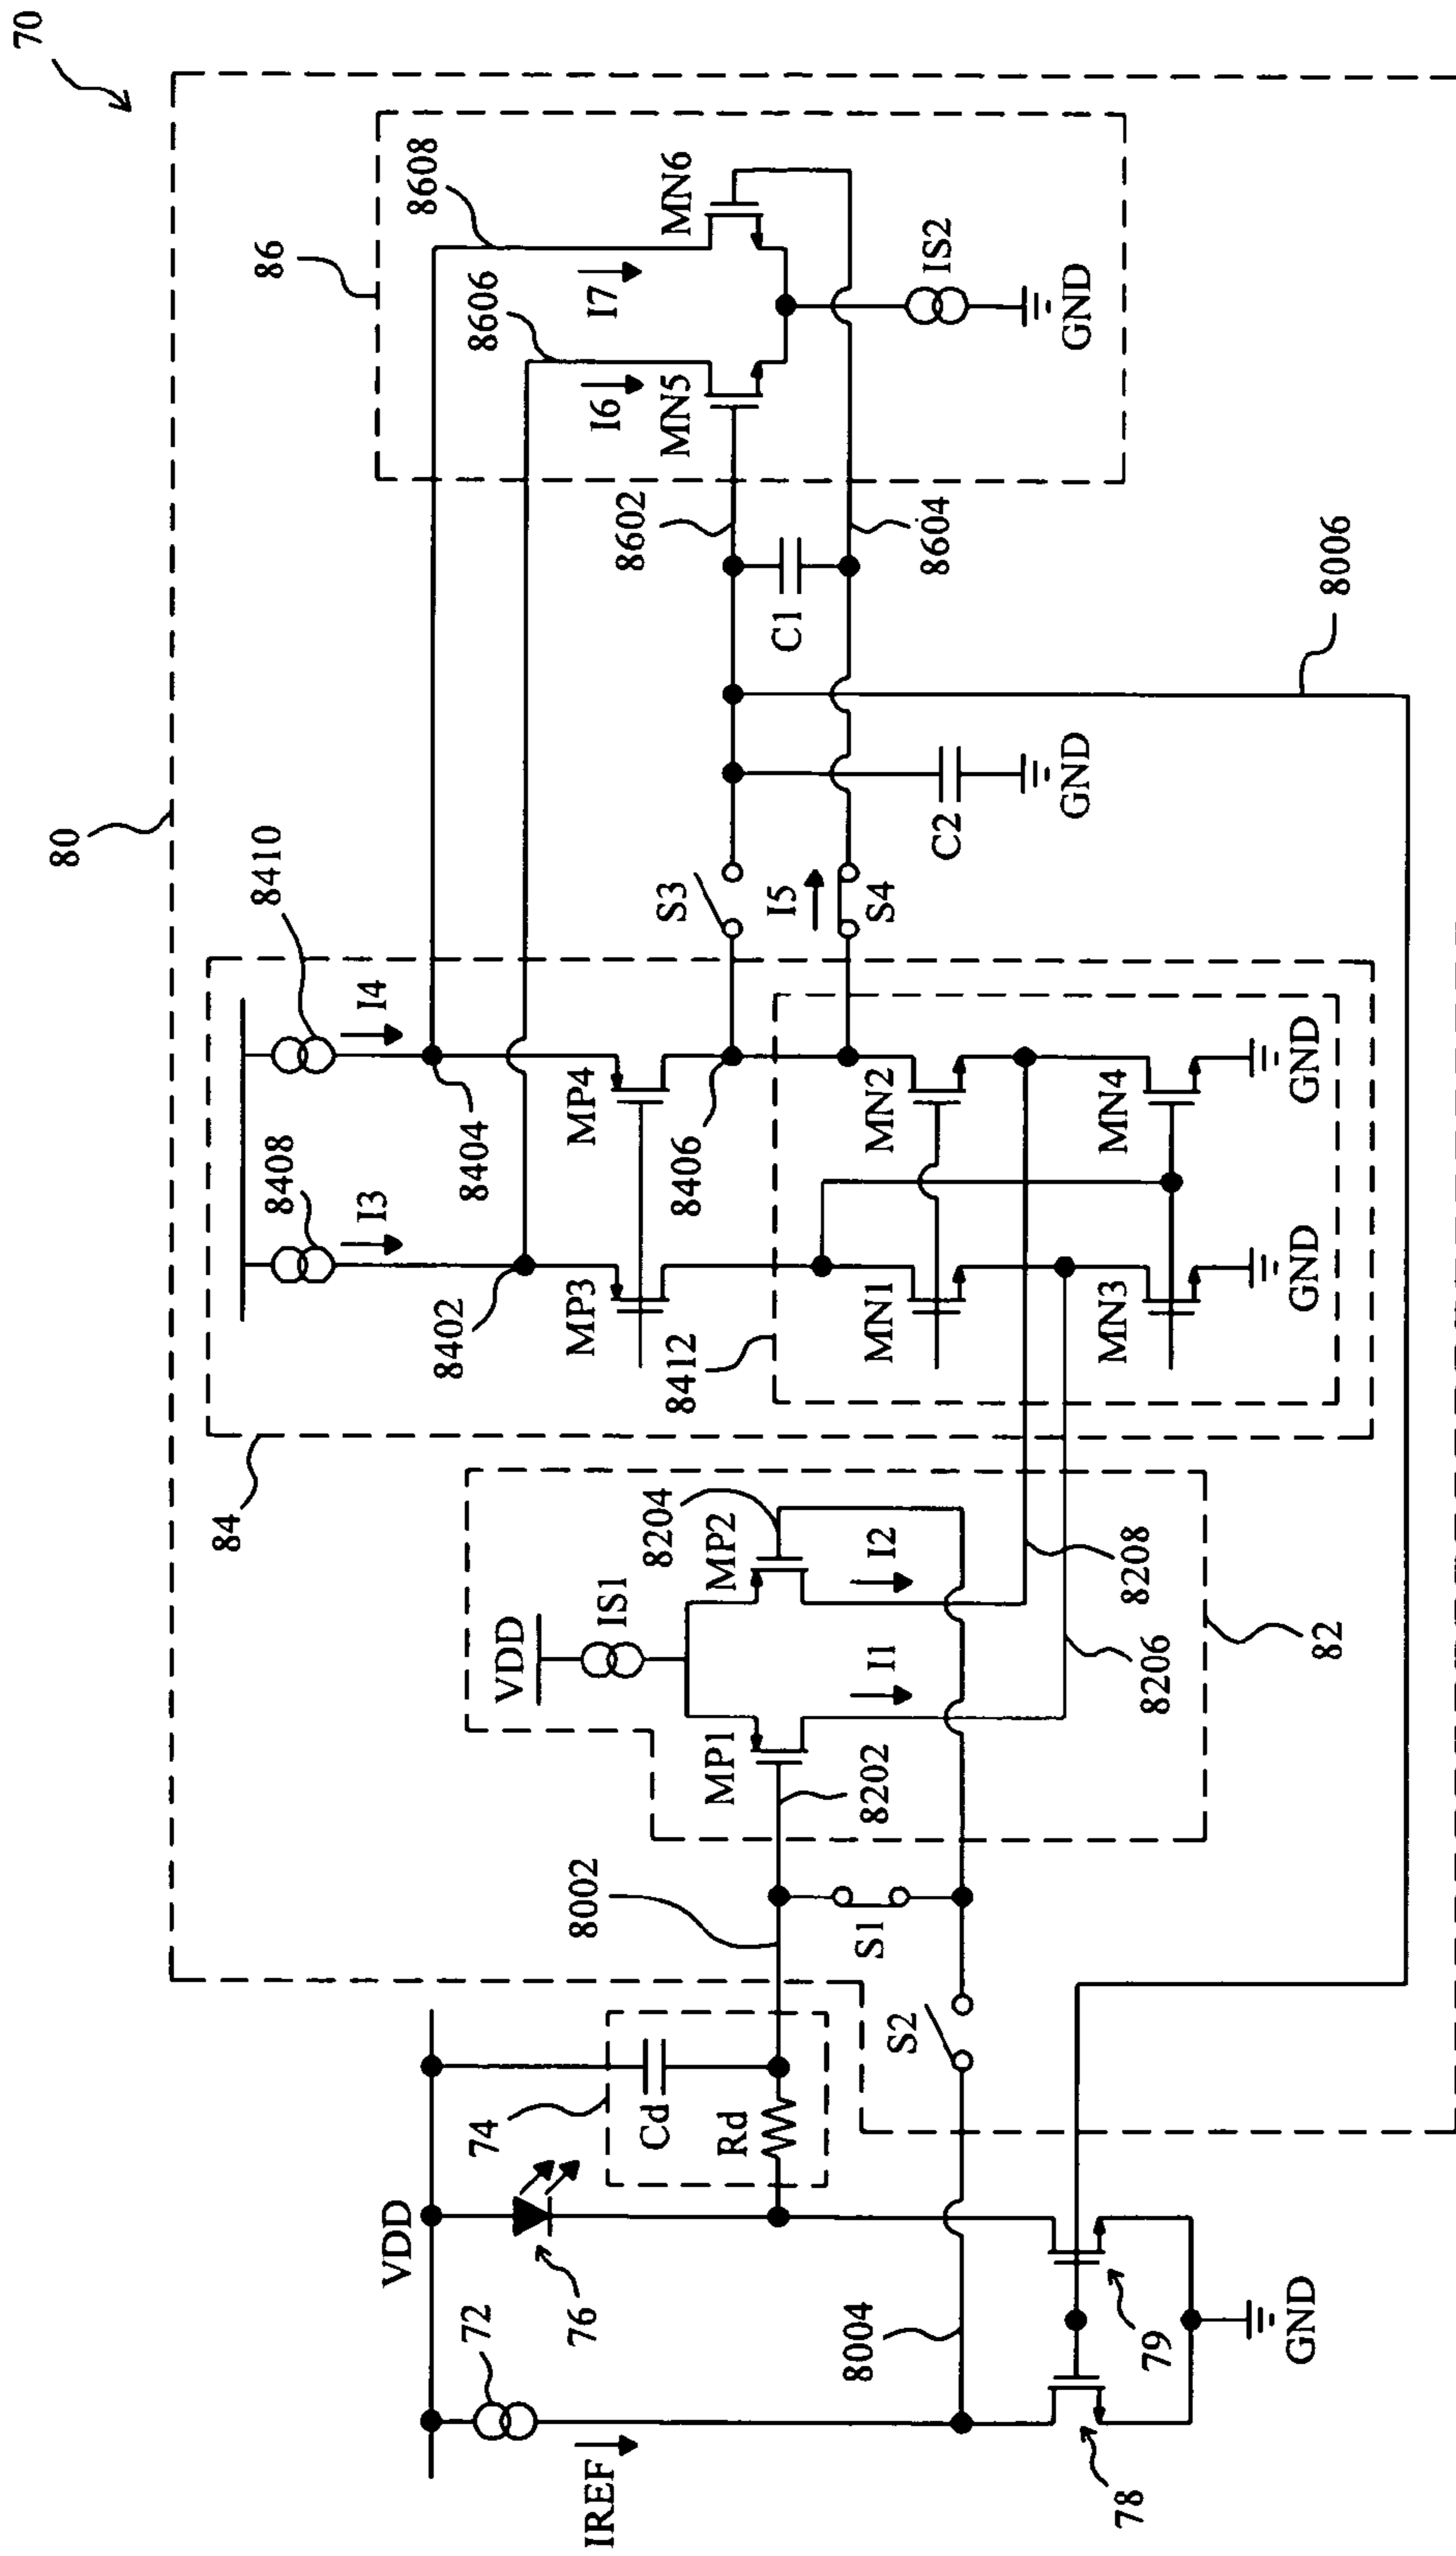 70
80
86
8608
8606
I7
I6
MN6
MN5
IS2
GND
8602
8604
C1
8006
C2
GND
S3
I5
S4
84
8410
8408
I4
I3
8404
8402
MP4
MP3
8406
8412
MN2
MN1
MN4
MN3
GND
GND
82
VDD
IS1
8204
MP2
MP1
I2
I1
8208
8206
8202
8002
S1
S2
74
Cd
Rd
VDD
76
72
IREF
8004
79
78
GND